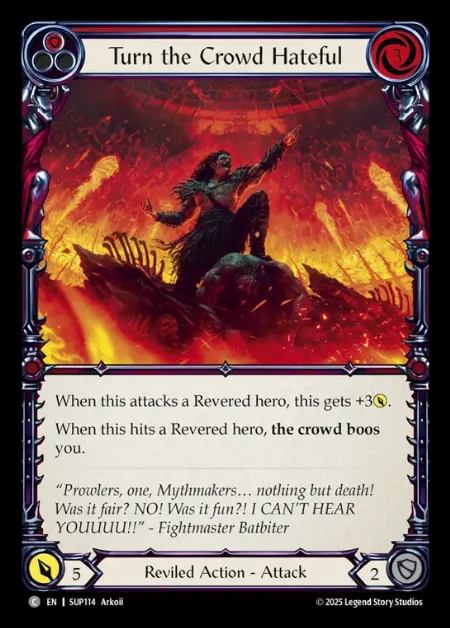 Turn the Crowd Hateful
3
When this attacks a Revered hero, this gets +3.
When this hits a Revered hero, the crowd boos
you.
“Prowlers, one, Mythmakers… nothing but death!
Was it fair? NO! Was it fun?! I CAN'T HEAR
YOUUUU!!” - Fightmaster Batbiter
5
Reviled Action - Attack
2
C EN | SUP114 Arkoii
© 2025 Legend Story Studios